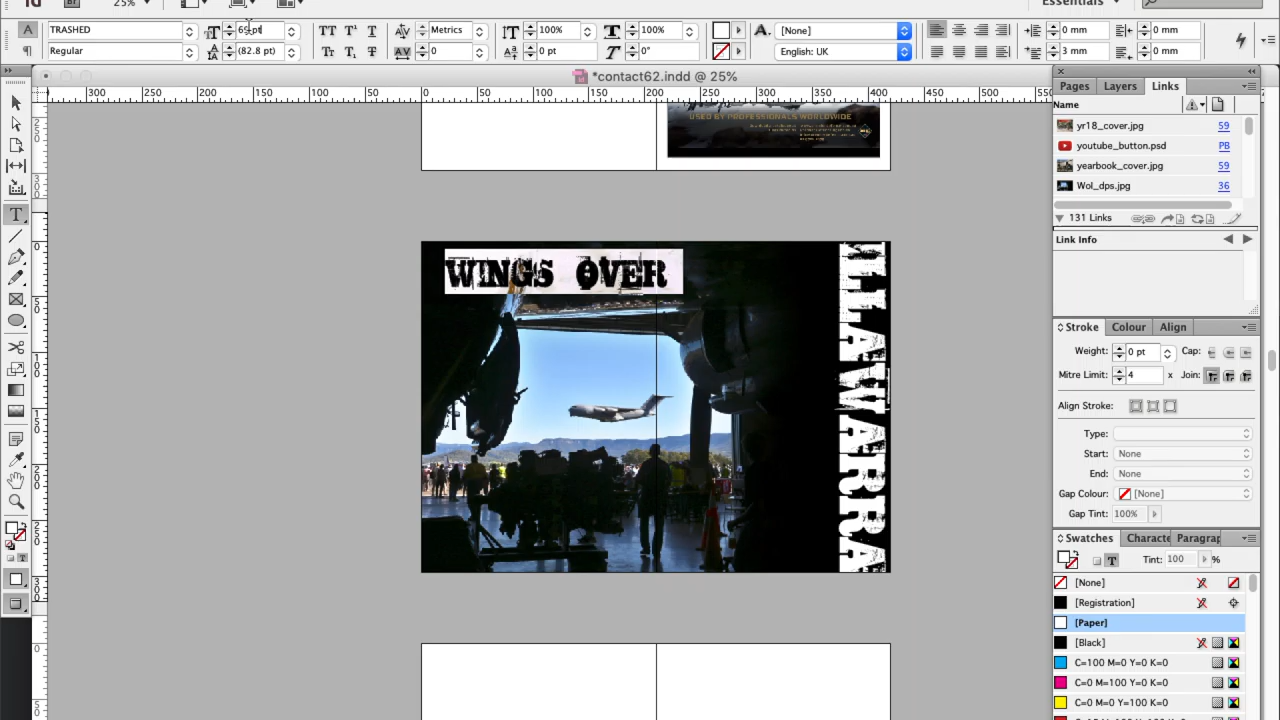 25%
Essentials
TRASHED
Metrics
100%
100%
[None]
0 mm
0 mm
Regular
(82.8 pt)
0
0 pt
0°
English: UK
3 mm
0 mm
*contact62.indd @ 25%
300 250 200 150 100 50 0 50 100 150 200 250 300 350 400 450 500
Pages Layers Links
Name
yr18_cover.jpg 59
youtube_button.psd PB
yearbook_cover.jpg 59
Wol_dps.jpg 36
131 Links
Link Info
USED BY PROFESSIONALS WORLDWIDE
WINGS OVER
ILLAWARRA
Stroke Colour Align
Weight: 0 pt Cap:
Mitre Limit: 4 x Join:
Align Stroke:
Type:
Start: None
End: None
Gap Colour: [None]
Gap Tint: 100%
Swatches Characte Paragrap
Tint: 100 %
[None]
[Registration]
[Paper]
[Black]
C=100 M=0 Y=0 K=0
C=0 M=100 Y=0 K=0
C=0 M=0 Y=100 K=0